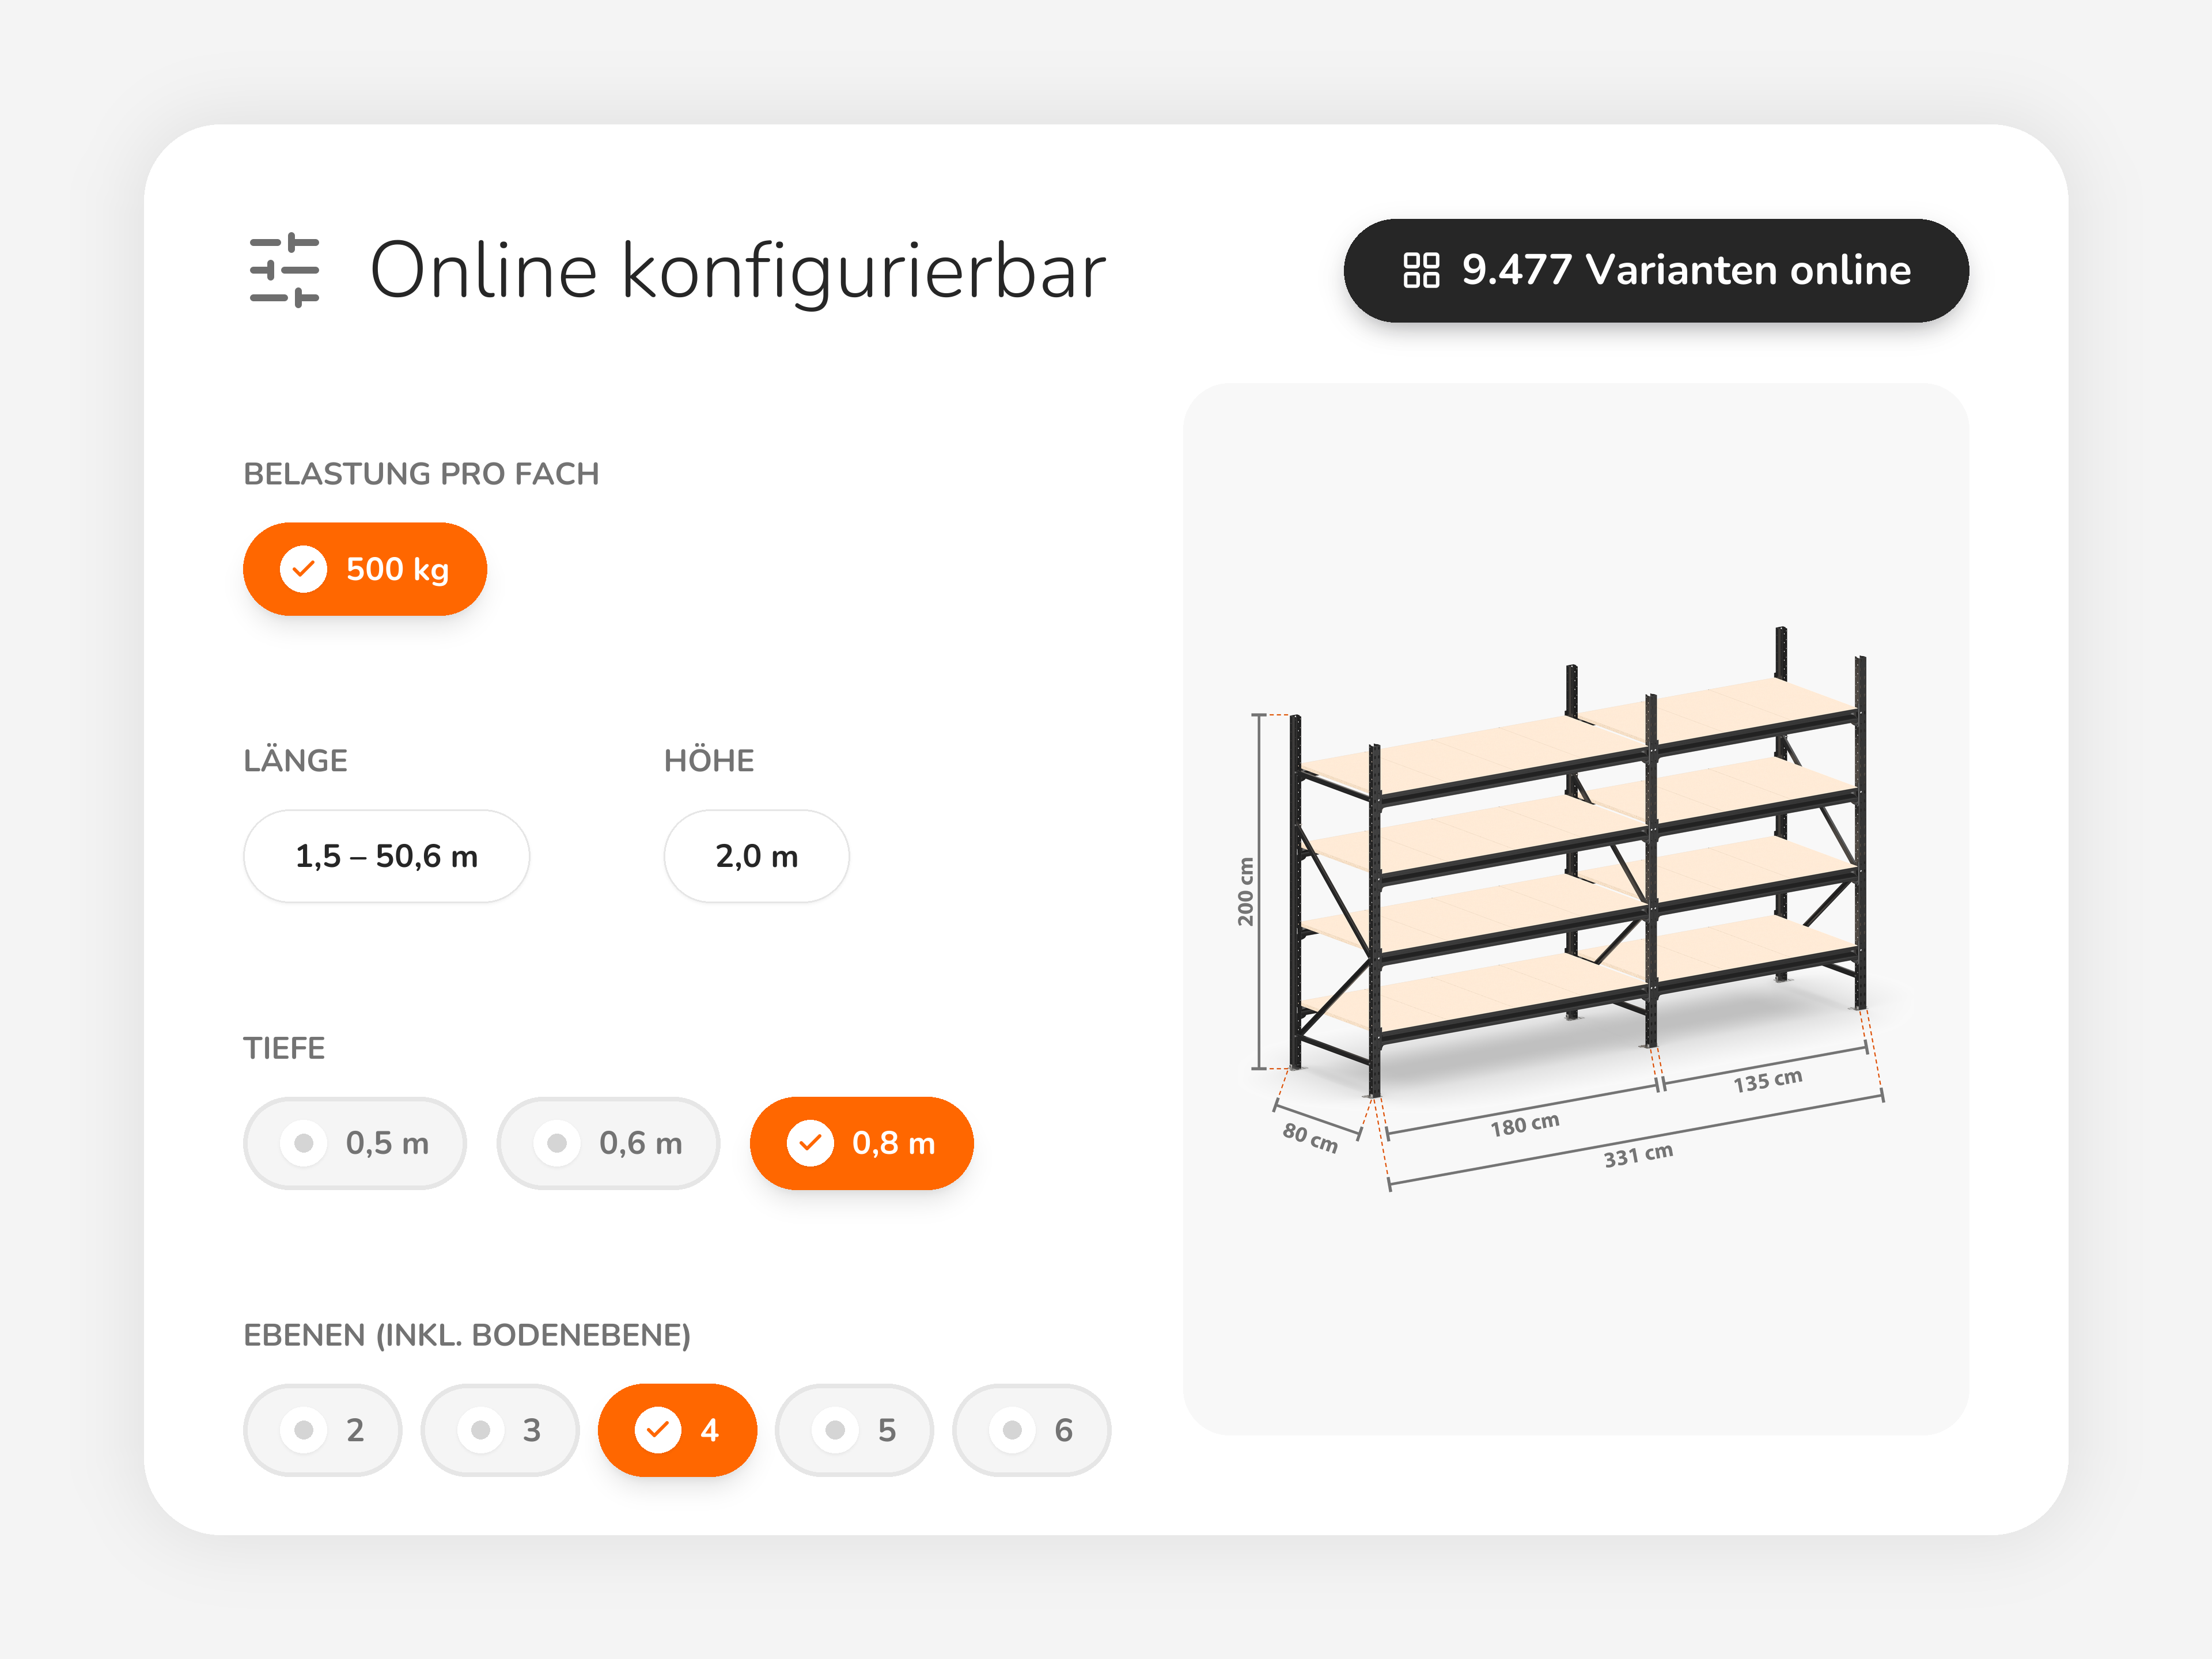 Online konfigurierbar
9.477 Varianten online
BELASTUNG PRO FACH
500 kg
LÄNGE
HÖHE
1,5 – 50,6 m
2,0 m
TIEFE
0,5 m
0,6 m
0,8 m
EBENEN (INKL. BODENEBENE)
2
3
4
5
6
200 cm
80 cm
180 cm
135 cm
331 cm